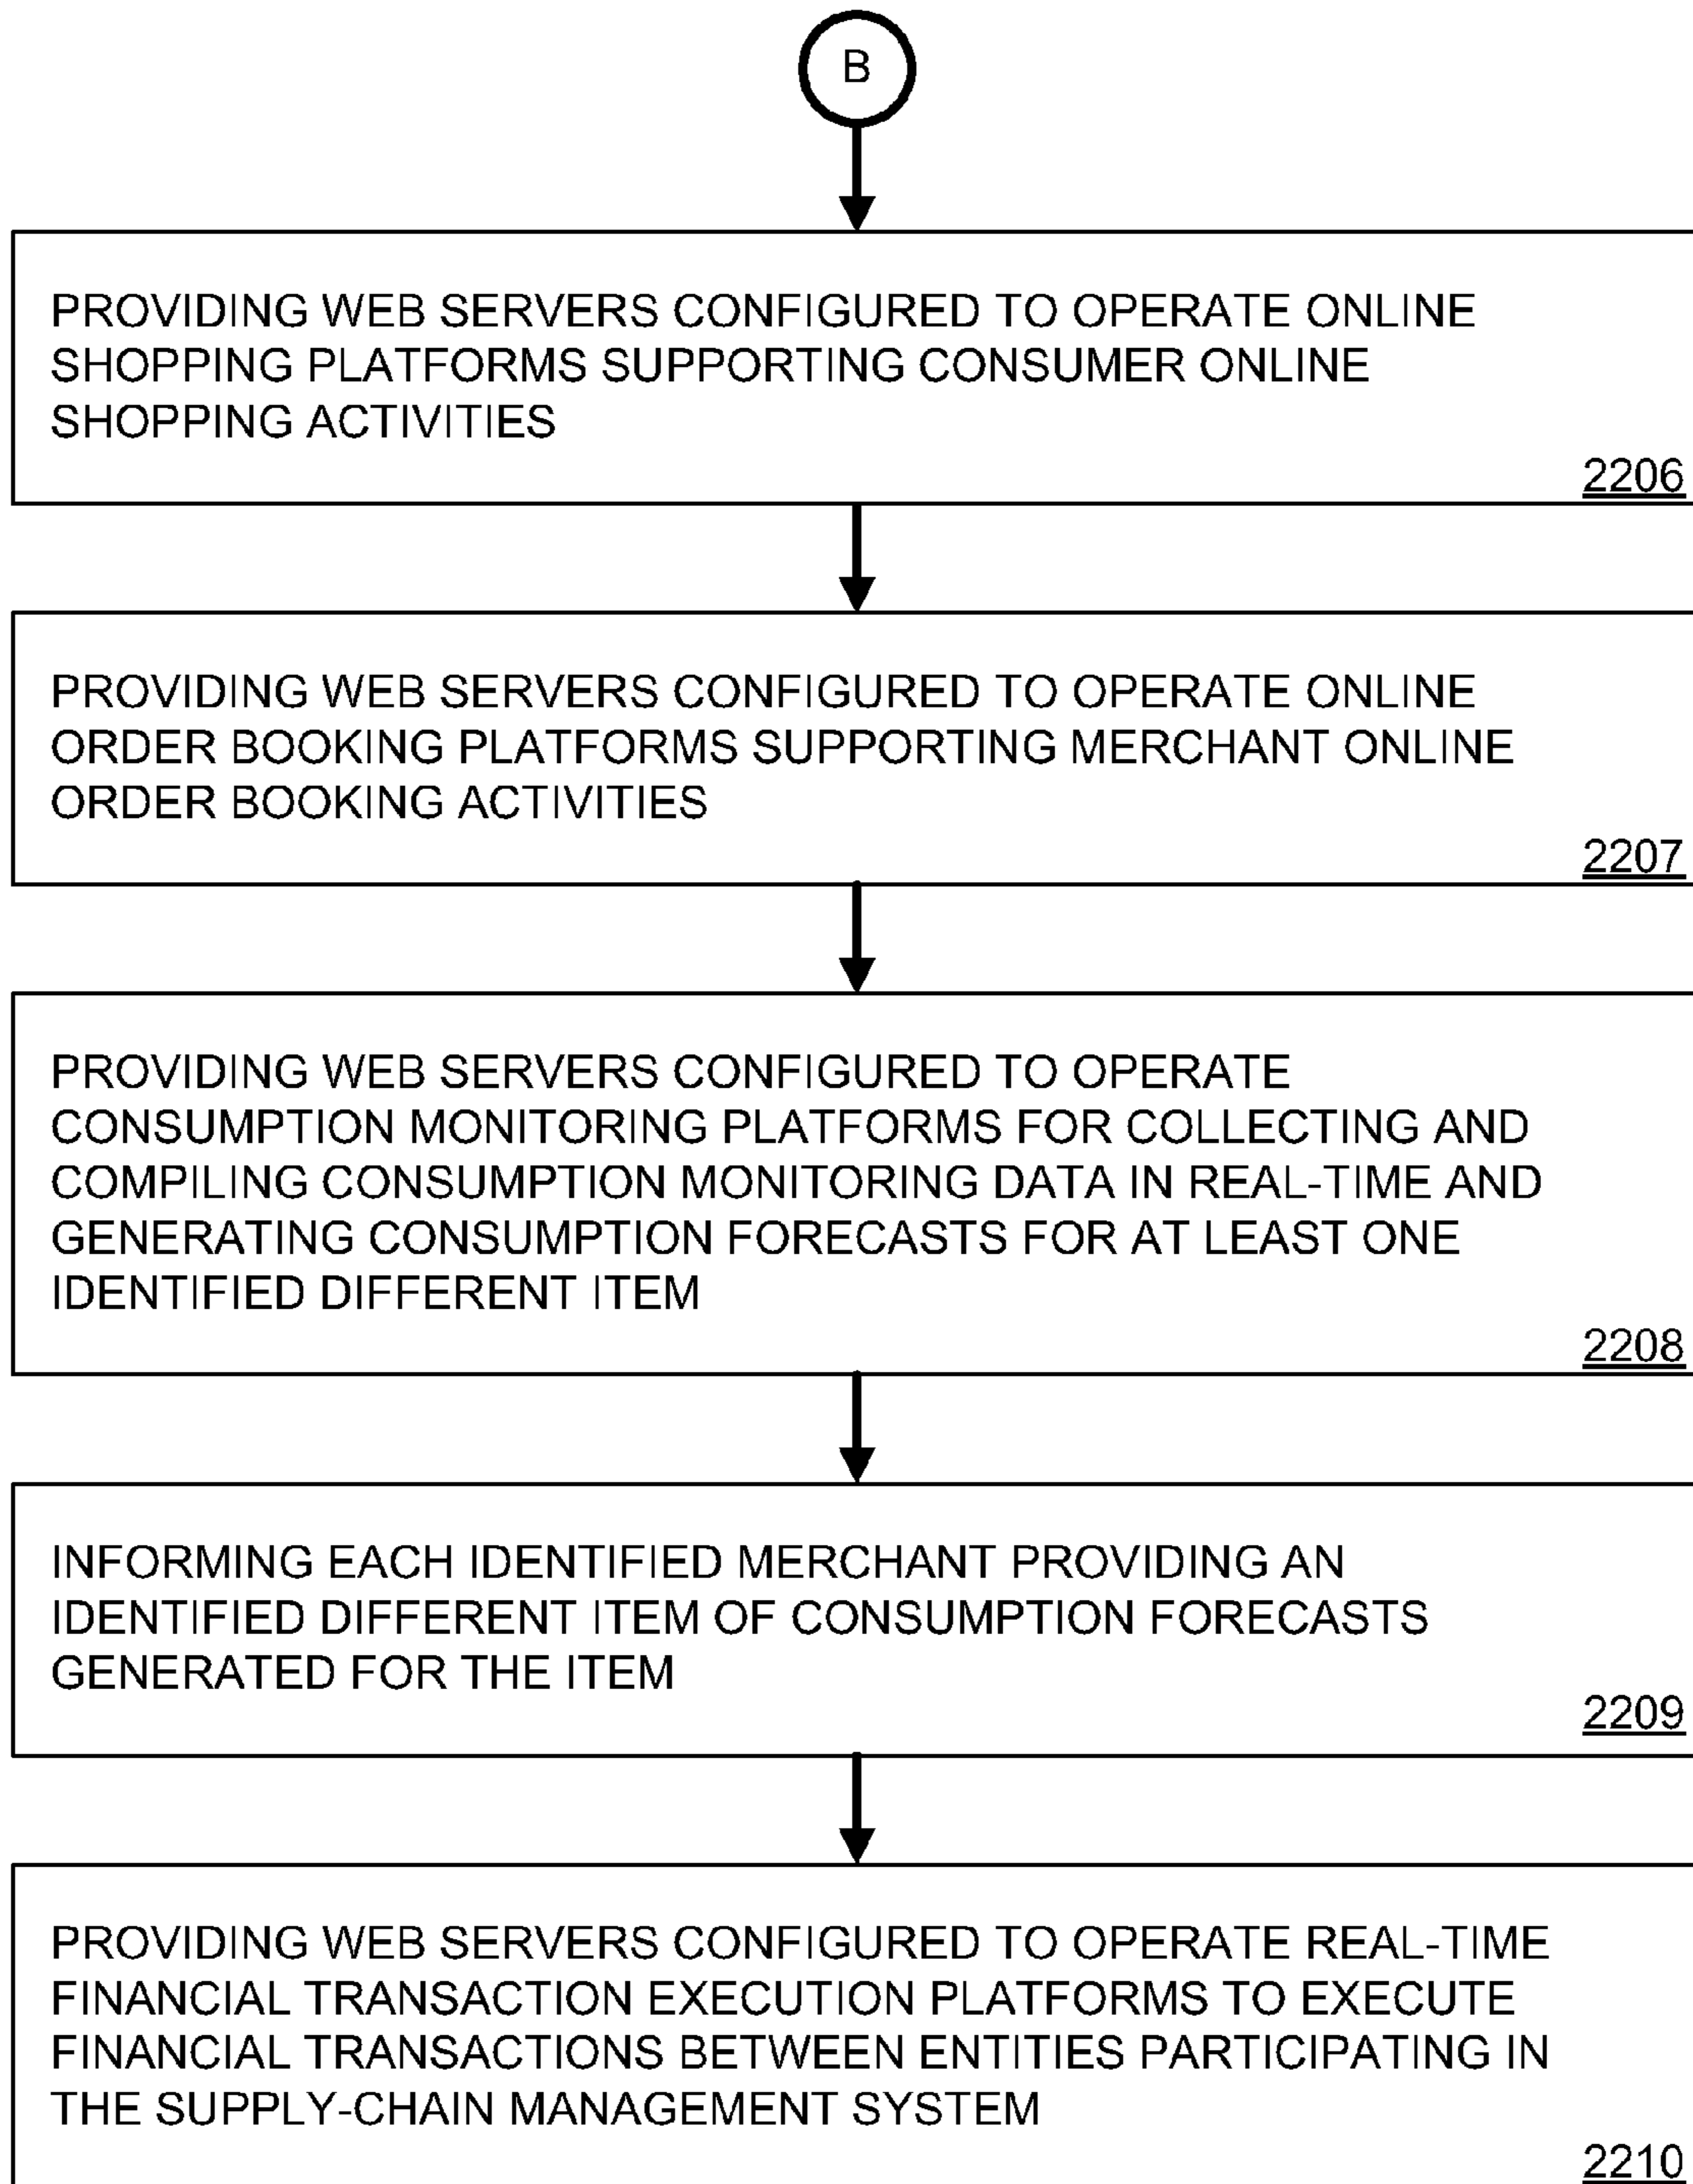 B
PROVIDING WEB SERVERS CONFIGURED TO OPERATE ONLINE
SHOPPING PLATFORMS SUPPORTING CONSUMER ONLINE
SHOPPING ACTIVITIES
2206
PROVIDING WEB SERVERS CONFIGURED TO OPERATE ONLINE
ORDER BOOKING PLATFORMS SUPPORTING MERCHANT ONLINE
ORDER BOOKING ACTIVITIES
2207
PROVIDING WEB SERVERS CONFIGURED TO OPERATE
CONSUMPTION MONITORING PLATFORMS FOR COLLECTING AND
COMPILING CONSUMPTION MONITORING DATA IN REAL-TIME AND
GENERATING CONSUMPTION FORECASTS FOR AT LEAST ONE
IDENTIFIED DIFFERENT ITEM
2208
INFORMING EACH IDENTIFIED MERCHANT PROVIDING AN
IDENTIFIED DIFFERENT ITEM OF CONSUMPTION FORECASTS
GENERATED FOR THE ITEM
2209
PROVIDING WEB SERVERS CONFIGURED TO OPERATE REAL-TIME
FINANCIAL TRANSACTION EXECUTION PLATFORMS TO EXECUTE
FINANCIAL TRANSACTIONS BETWEEN ENTITIES PARTICIPATING IN
THE SUPPLY-CHAIN MANAGEMENT SYSTEM
2210